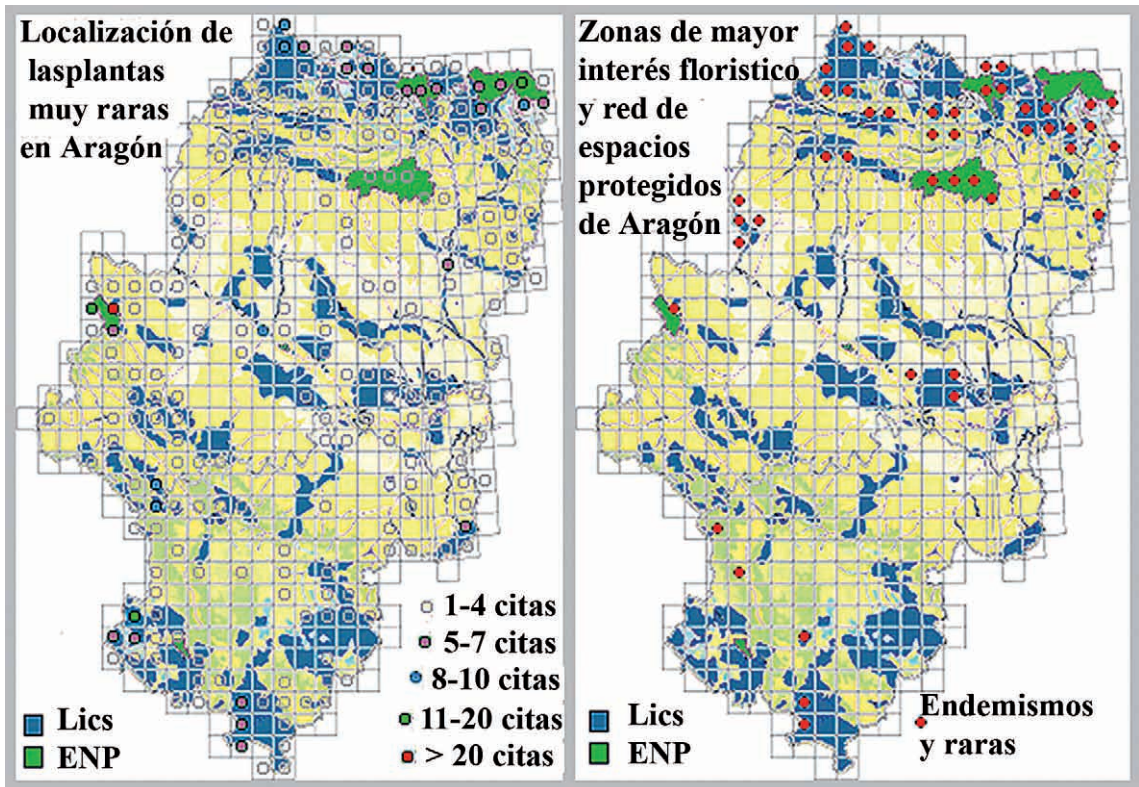 Localización de
lasplantas
muy raras
en Aragón
1-4 citas
5-7 citas
8-10 citas
11-20 citas
> 20 citas
Lics
ENP
Zonas de mayor
interés floristico
y red de
espacios
protegidos
de Aragón
Lics
ENP
Endemismos
y raras